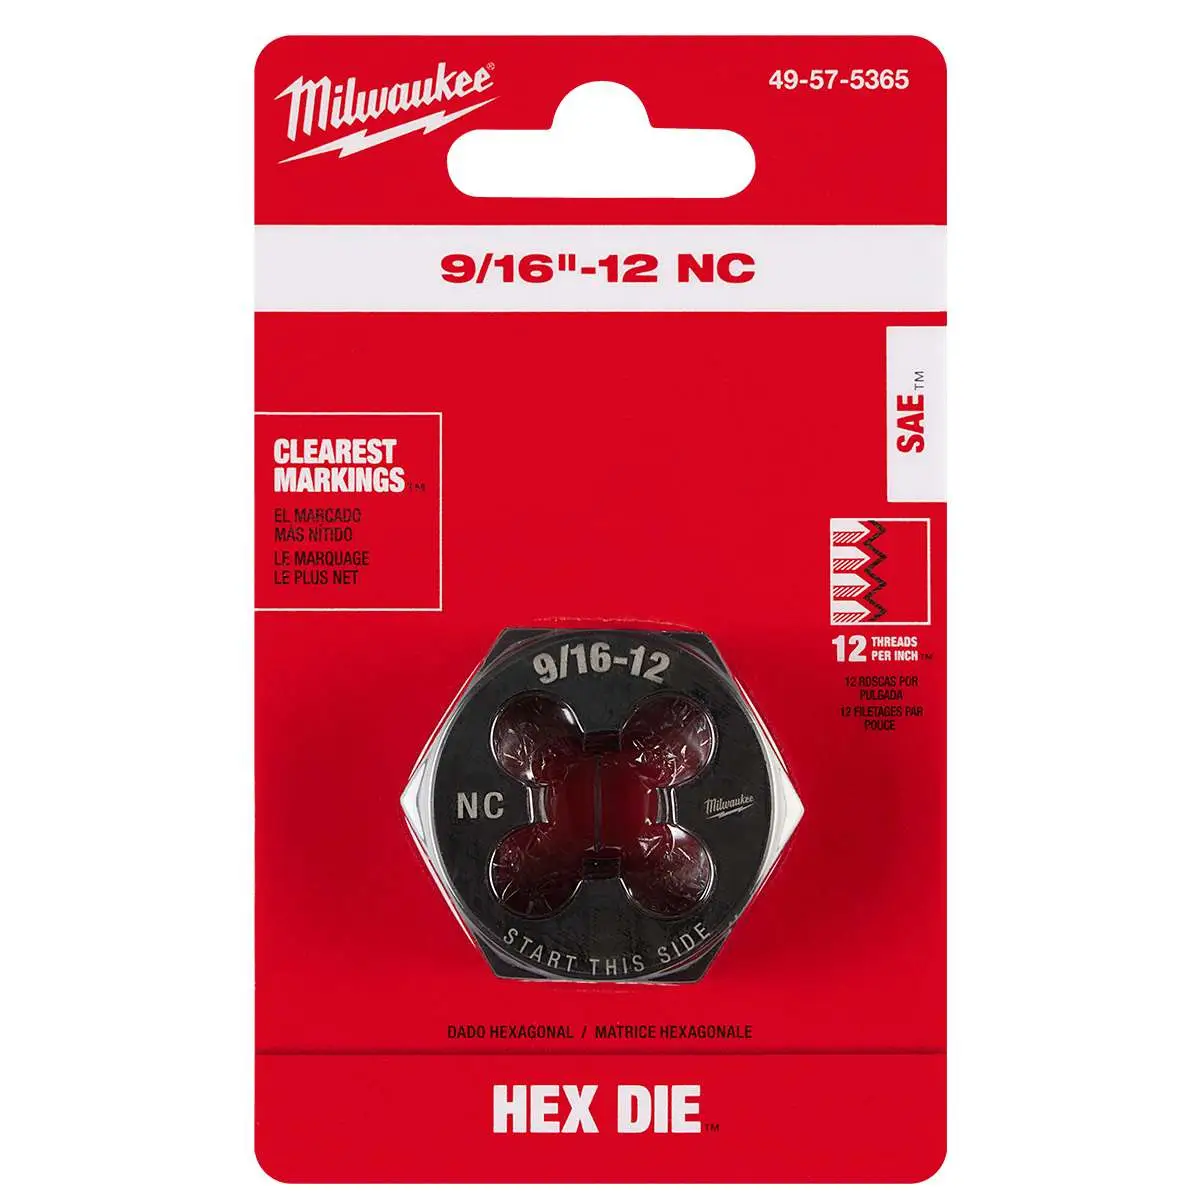 Milwaukee®
49-57-5365
9/16"-12 NC
SAE™
CLEAREST
MARKINGS™
EL MARCADO
MÁS NÍTIDO
LE MARQUAGE
LE PLUS NET
12 THREADS
PER INCH™
12 ROSCAS POR
PULGADA
12 FILETAGES PAR
POUCE
9/16-12
NC
Milwaukee
START THIS SIDE
DADO HEXAGONAL / MATRICE HEXAGONALE
HEX DIE™